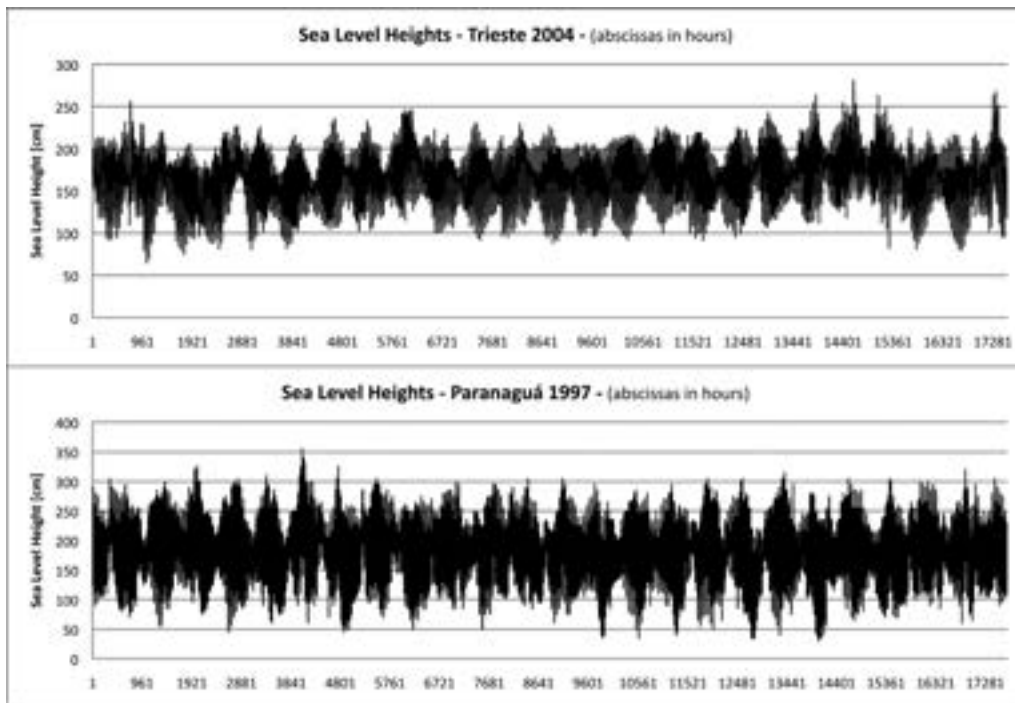 Sea Level Heights - Trieste 2004 - (abscissas in hours)
Sea Level Height [cm]
300
250
200
150
100
50
0
1 961 1921 2881 3841 4801 5761 6721 7681 8641 9601 10561 11521 12481 13441 14401 15361 16321 17281
Sea Level Heights - Paranaguá 1997 - (abscissas in hours)
Sea Level Height [cm]
400
350
300
250
200
150
100
50
0
1 961 1921 2881 3841 4801 5761 6721 7681 8641 9601 10561 11521 12481 13441 14401 15361 16321 17281